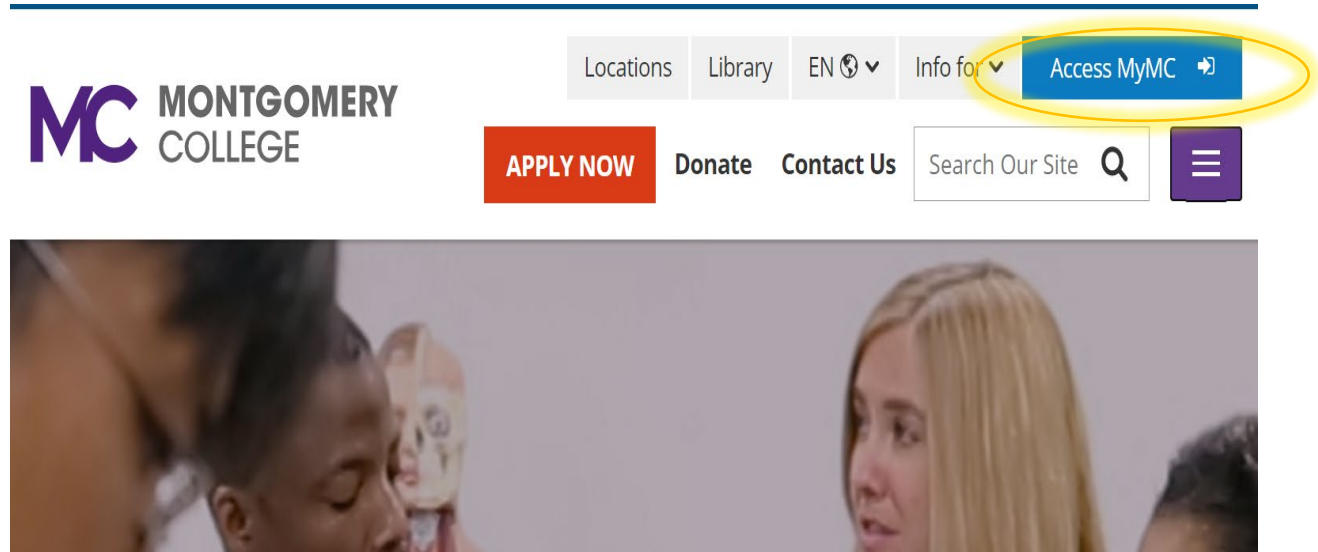 Locations Library EN Info for Access MyMC
MC MONTGOMERY
COLLEGE
APPLY NOW Donate Contact Us Search Our Site